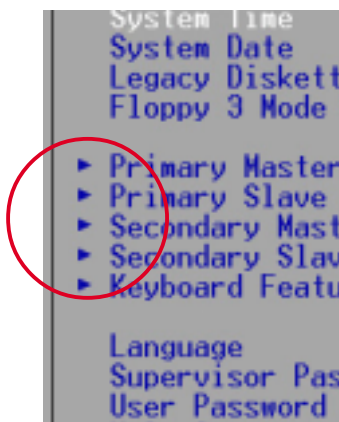 System Time
System Date
Legacy Diskett
Floppy 3 Mode
Primary Master
Primary Slave
Secondary Mast
Secondary Slav
Keyboard Featu
Language
Supervisor Pas
User Password